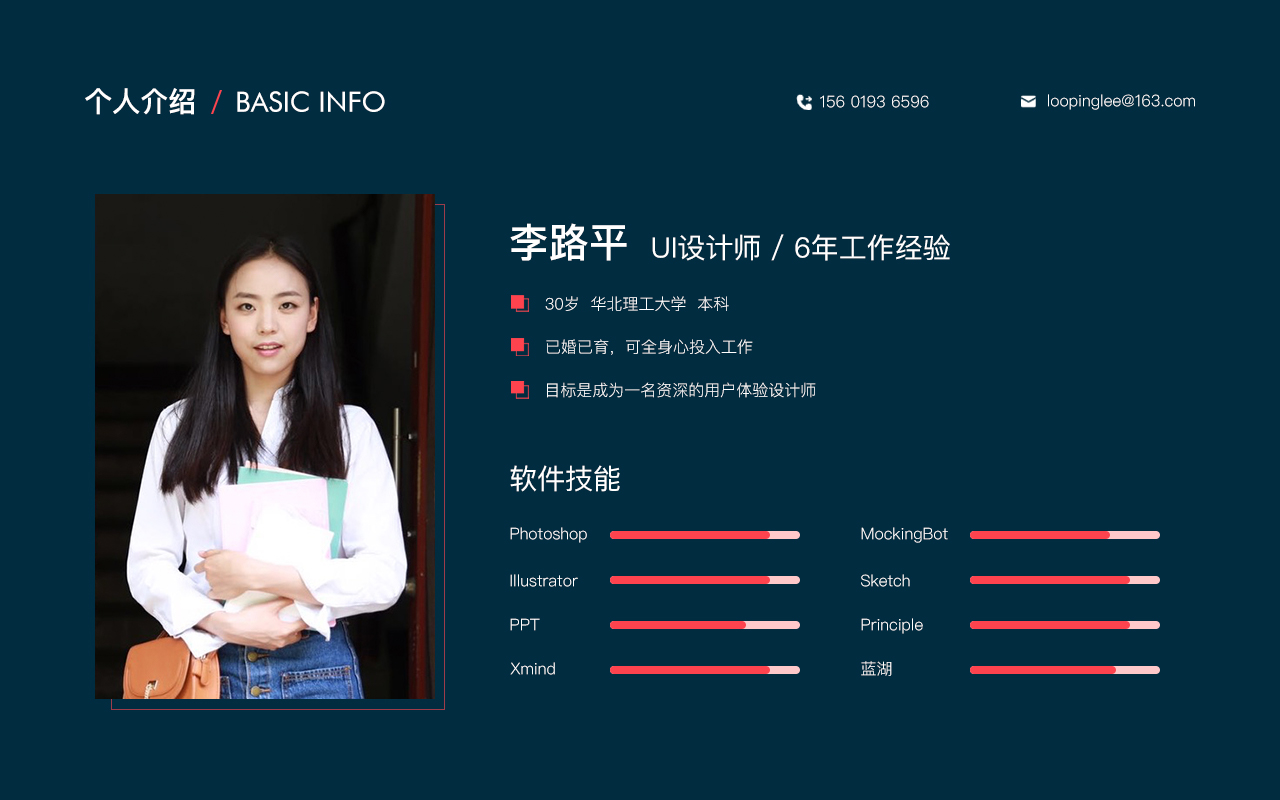 个人介绍 / BASIC INFO
156 0193 6596
loopinglee@163.com
李路平 UI设计师 / 6年工作经验
30岁 华北理工大学 本科
已婚已育，可全身心投入工作
目标是成为一名资深的用户体验设计师
软件技能
Photoshop
MockingBot
Illustrator
Sketch
PPT
Principle
Xmind
蓝湖